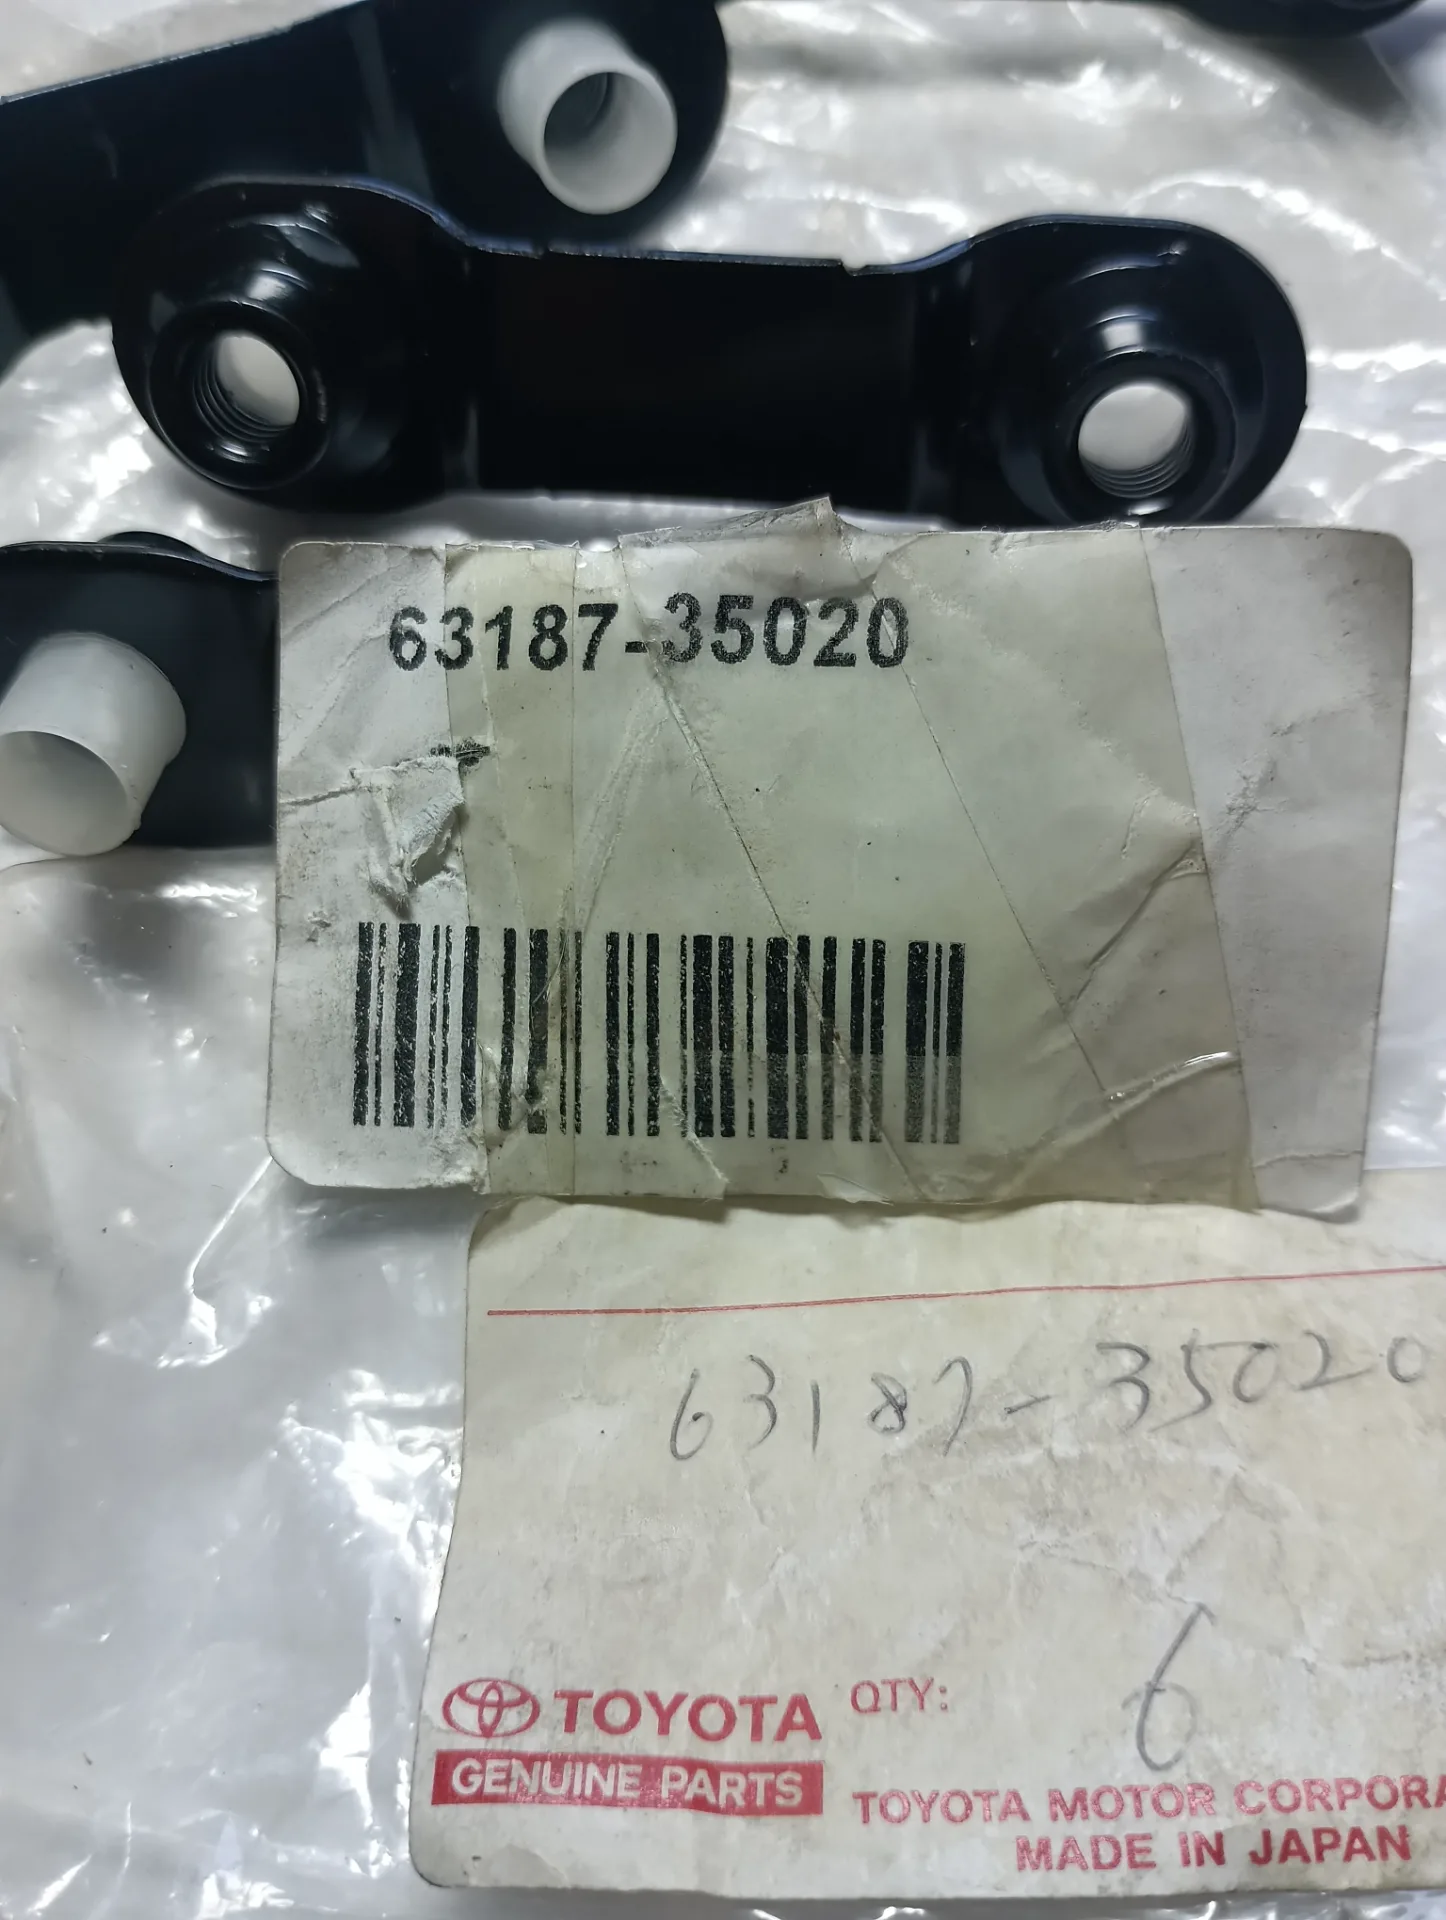 63187-35020
63187-35020
6
TOYOTA QTY:
GENUINE PARTS
TOYOTA MOTOR CORPORA
MADE IN JAPAN